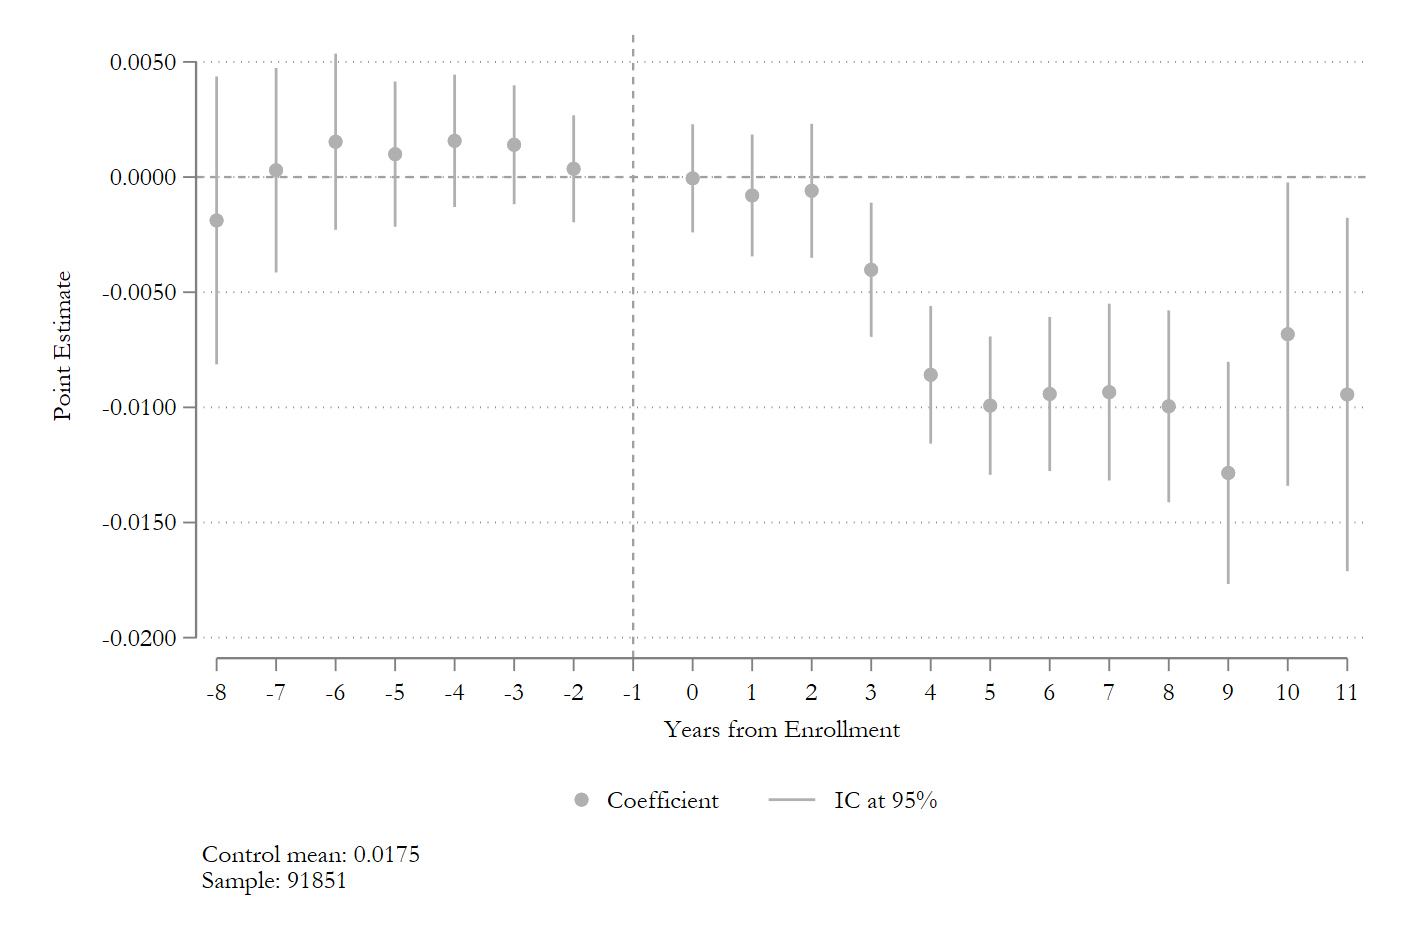 0.0050
0.0000
-0.0050
-0.0100
-0.0150
-0.0200
Point Estimate
-8 -7 -6 -5 -4 -3 -2 -1 0 1 2 3 4 5 6 7 8 9 10 11
Years from Enrollment
Coefficient IC at 95%
Control mean: 0.0175
Sample: 91851